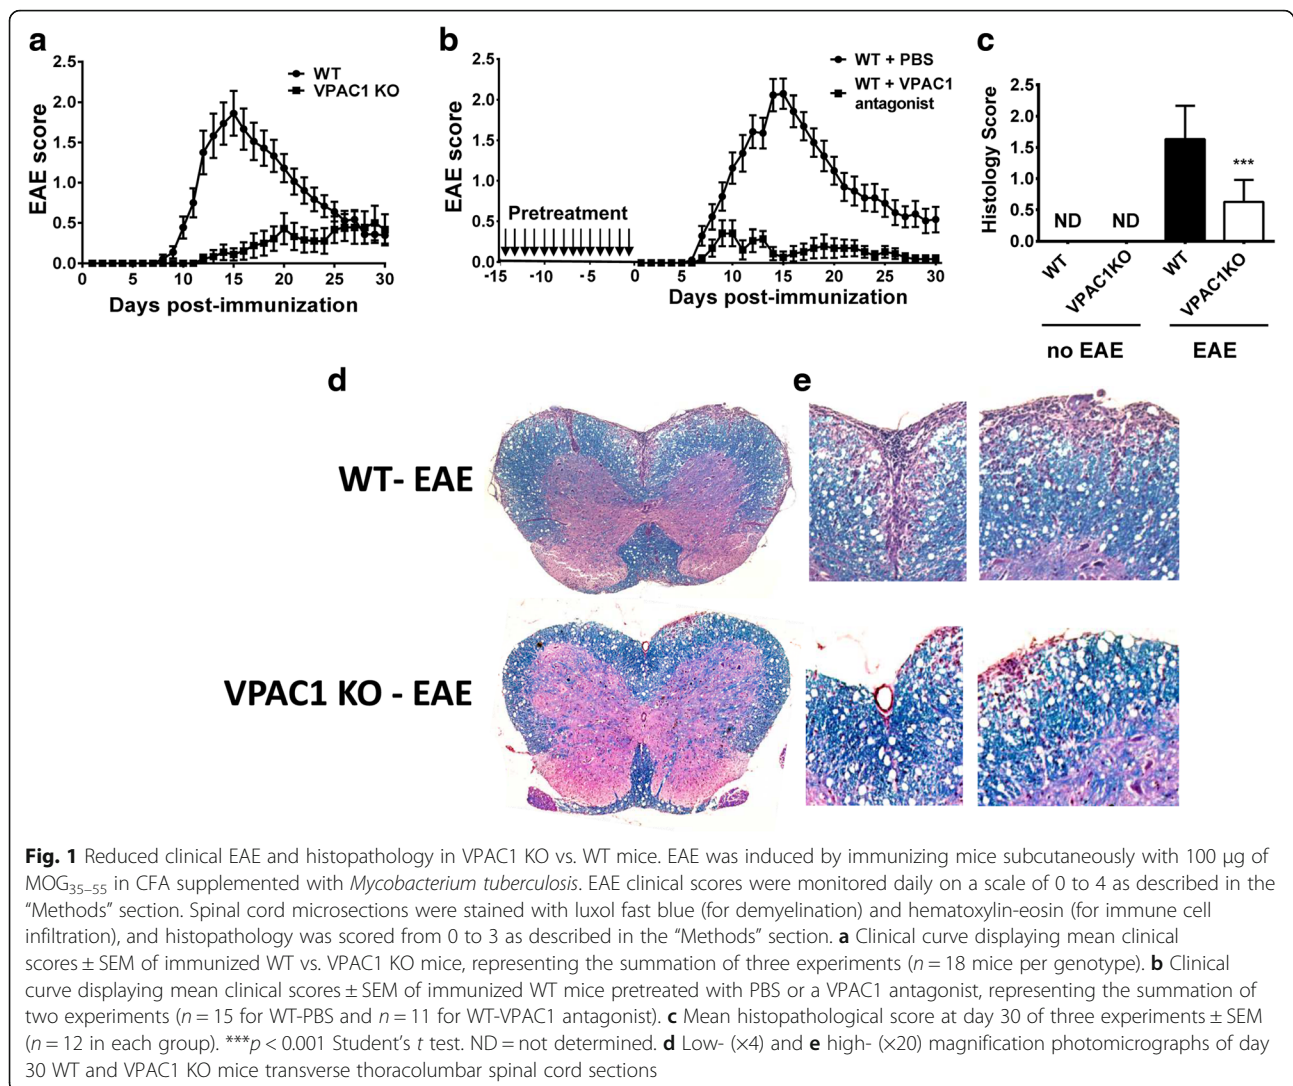 a
2.5
2.0
1.5
1.0
0.5
0.0
EAE score
WT
VPAC1 KO
0 5 10 15 20 25 30
Days post-immunization
b
2.5
2.0
1.5
1.0
0.5
0.0
EAE score
WT + PBS
WT + VPAC1
antagonist
Pretreatment
-15 -10 -5 0 5 10 15 20 25 30
Days post-immunization
c
2.5
2.0
1.5
1.0
0.5
0.0
Histology Score
ND ND
***
WT VPAC1KO WT VPAC1KO
no EAE EAE
d e
WT- EAE
VPAC1 KO - EAE
Fig. 1 Reduced clinical EAE and histopathology in VPAC1 KO vs. WT mice. EAE was induced by immunizing mice subcutaneously with 100 μg of
MOG35–55 in CFA supplemented with Mycobacterium tuberculosis. EAE clinical scores were monitored daily on a scale of 0 to 4 as described in the
“Methods” section. Spinal cord microsections were stained with luxol fast blue (for demyelination) and hematoxylin-eosin (for immune cell
infiltration), and histopathology was scored from 0 to 3 as described in the “Methods” section. a Clinical curve displaying mean clinical
scores ± SEM of immunized WT vs. VPAC1 KO mice, representing the summation of three experiments (n = 18 mice per genotype). b Clinical
curve displaying mean clinical scores ± SEM of immunized WT mice pretreated with PBS or a VPAC1 antagonist, representing the summation of
two experiments (n = 15 for WT-PBS and n = 11 for WT-VPAC1 antagonist). c Mean histopathological score at day 30 of three experiments ± SEM
(n = 12 in each group). ***p < 0.001 Student’s t test. ND = not determined. d Low- (×4) and e high- (×20) magnification photomicrographs of day
30 WT and VPAC1 KO mice transverse thoracolumbar spinal cord sections